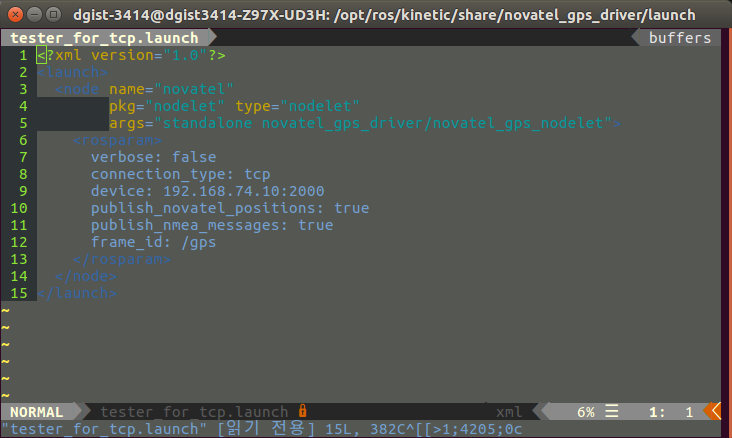 dgist-3414@dgist3414-Z97X-UD3H: /opt/ros/kinetic/share/novatel_gps_driver/launch
tester_for_tcp.launch buffers
1 <?xml version="1.0"?>
2 <launch>
3 <node name="novatel"
4 pkg="nodelet" type="nodelet"
5 args="standalone novatel_gps_driver/novatel_gps_nodelet">
6 <rosparam>
7 verbose: false
8 connection_type: tcp
9 device: 192.168.74.10:2000
10 publish_novatel_positions: true
11 publish_nmea_messages: true
12 frame_id: /gps
13 </rosparam>
14 </node>
15 </launch>
~
~
~
~
~
~
NORMAL tester_for_tcp.launch xml 6% ☰ 1: 1
"tester_for_tcp.launch" [읽기 전용] 15L, 382C^[[>1;4205;0c